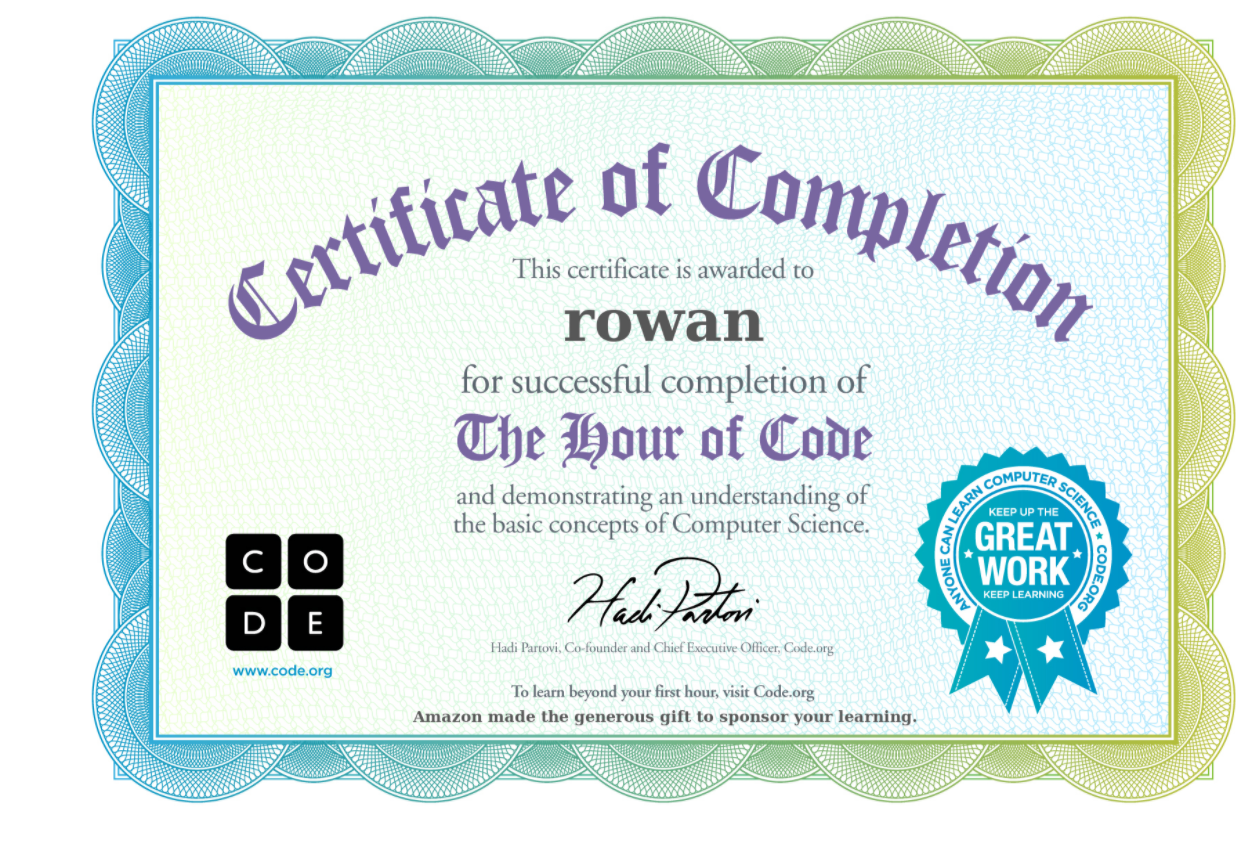 Certificate of Completion
This certificate is awarded to
rowan
for successful completion of
The Hour of Code
and demonstrating an understanding of
the basic concepts of Computer Science.
C O
D E
www.code.org
Hadi Partovi
Hadi Partovi, Co-founder and Chief Executive Officer, Code.org
To learn beyond your first hour, visit Code.org
Amazon made the generous gift to sponsor your learning.
ANYONE CAN LEARN COMPUTER SCIENCE ★ CODE.ORG
KEEP UP THE
GREAT
WORK
KEEP LEARNING